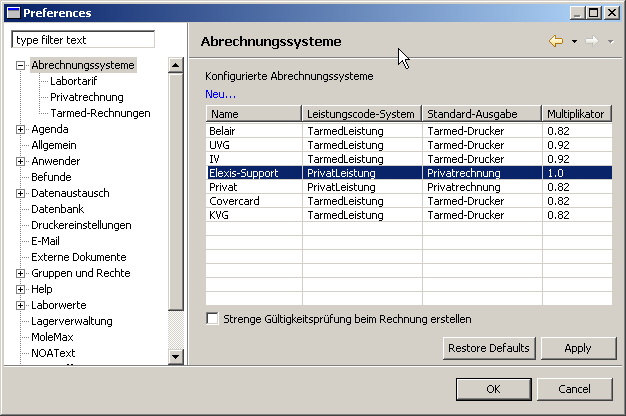 Preferences
type filter text
Abrechnungssysteme
Labortarif
Privatrechnung
Tarmed-Rechnungen
Agenda
Allgemein
Anwender
Befunde
Datenaustausch
Datenbank
Druckereinstellungen
E-Mail
Externe Dokumente
Gruppen und Rechte
Help
Laborwerte
Lagerverwaltung
MoleMax
NOAText
Abrechnungssysteme
Konfigurierte Abrechnungssysteme
Neu...
Name Leistungscode-System Standard-Ausgabe Multiplikator
Belair TarmedLeistung Tarmed-Drucker 0.82
UVG TarmedLeistung Tarmed-Drucker 0.92
IV TarmedLeistung Tarmed-Drucker 0.92
Elexis-Support PrivatLeistung Privatrechnung 1.0
Privat PrivatLeistung Privatrechnung 0.82
Covercard TarmedLeistung Tarmed-Drucker 0.82
KVG TarmedLeistung Tarmed-Drucker 0.82
Strenge Gültigkeitsprüfung beim Rechnung erstellen
Restore Defaults Apply
OK Cancel